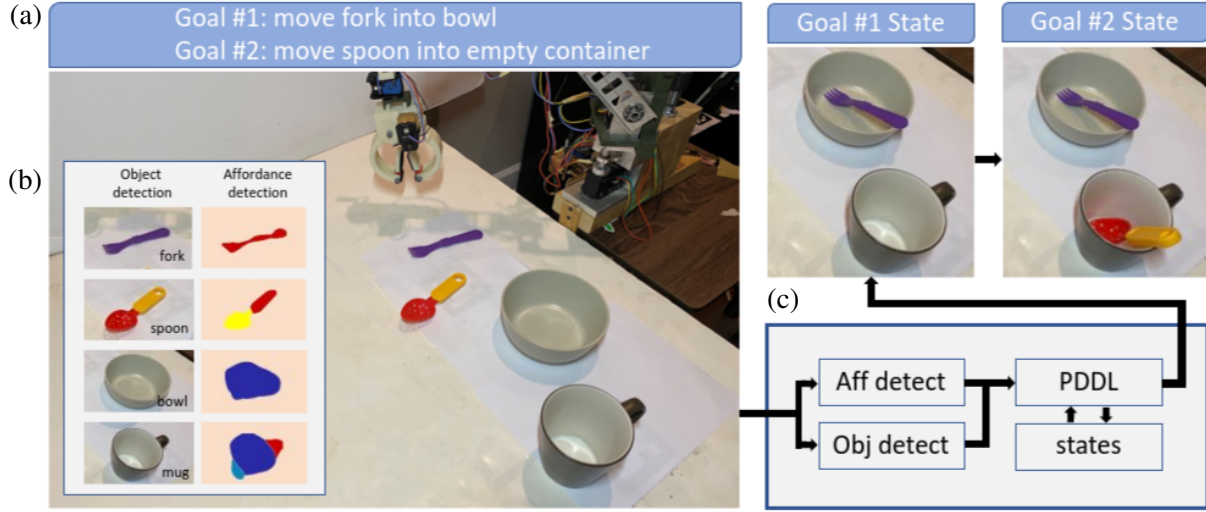 (a)
Goal #1: move fork into bowl
Goal #2: move spoon into empty container
Goal #1 State
Goal #2 State
(b)
Object
detection
Affordance
detection
fork
spoon
bowl
mug
(c)
Aff detect
Obj detect
PDDL
states